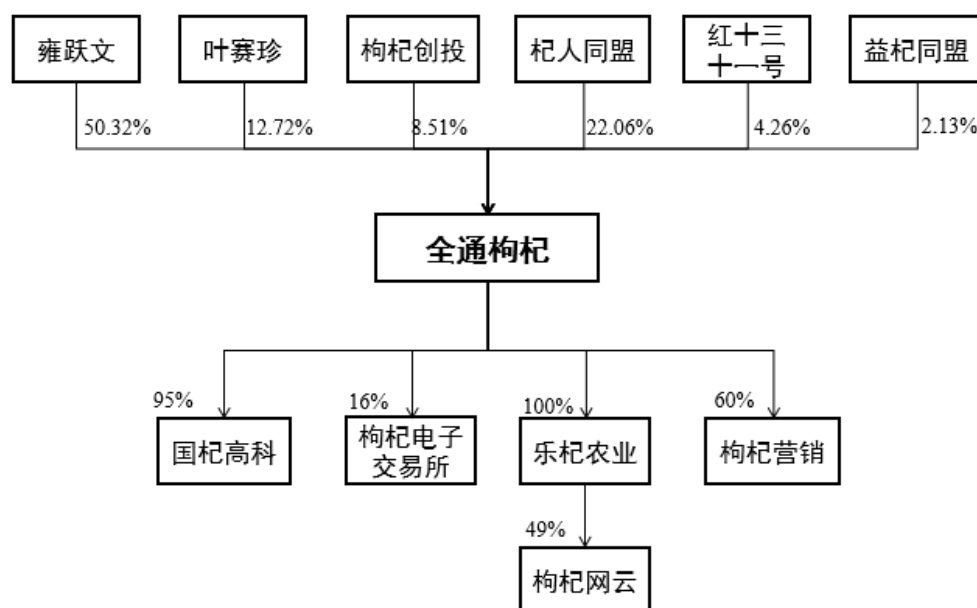 雍跃文
叶赛珍
枸杞创投
杞人同盟
红十三
十一号
益杞同盟
50.32%
12.72%
8.51%
22.06%
4.26%
2.13%
全通枸杞
95%
16%
100%
60%
国杞高科
枸杞电子
交易所
乐杞农业
枸杞营销
49%
枸杞网云